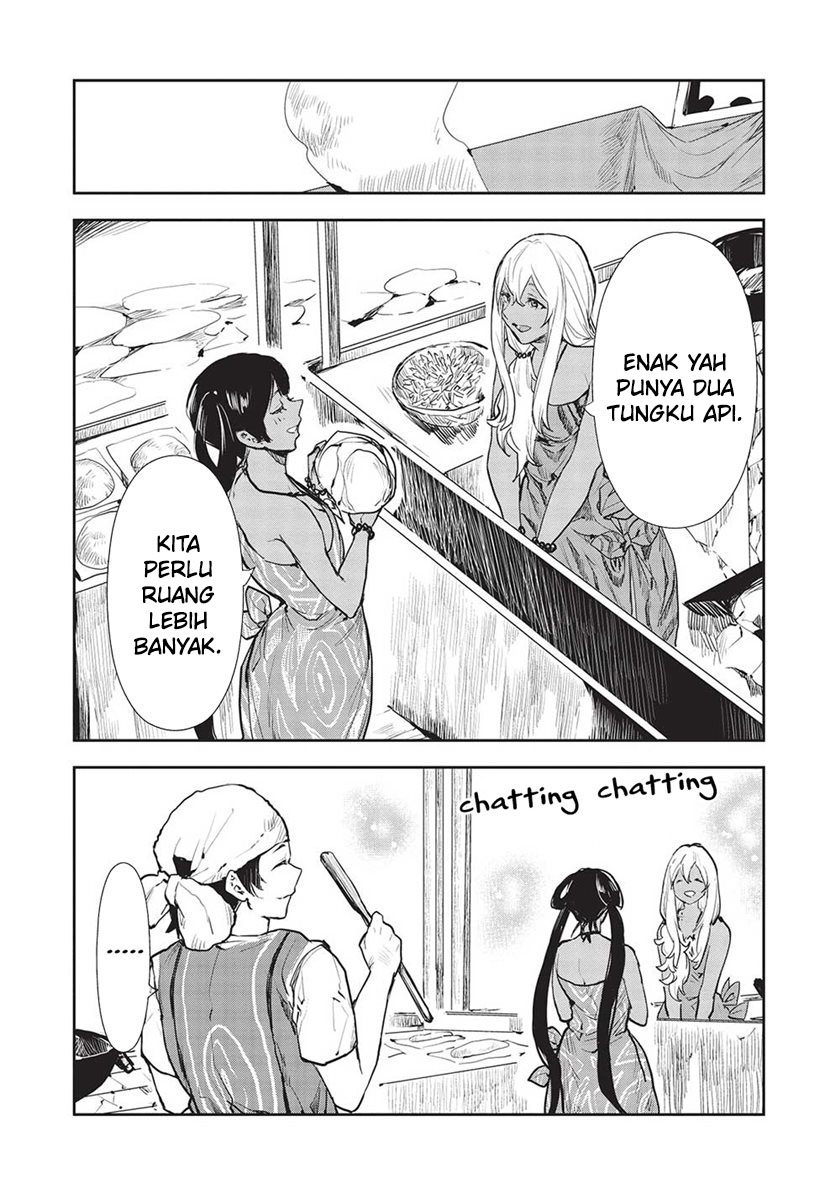 ENAK YAH
PUNYA DUA
TUNGKU API.
KITA
PERLU
RUANG
LEBIH
BANYAK.
chatting chatting
......